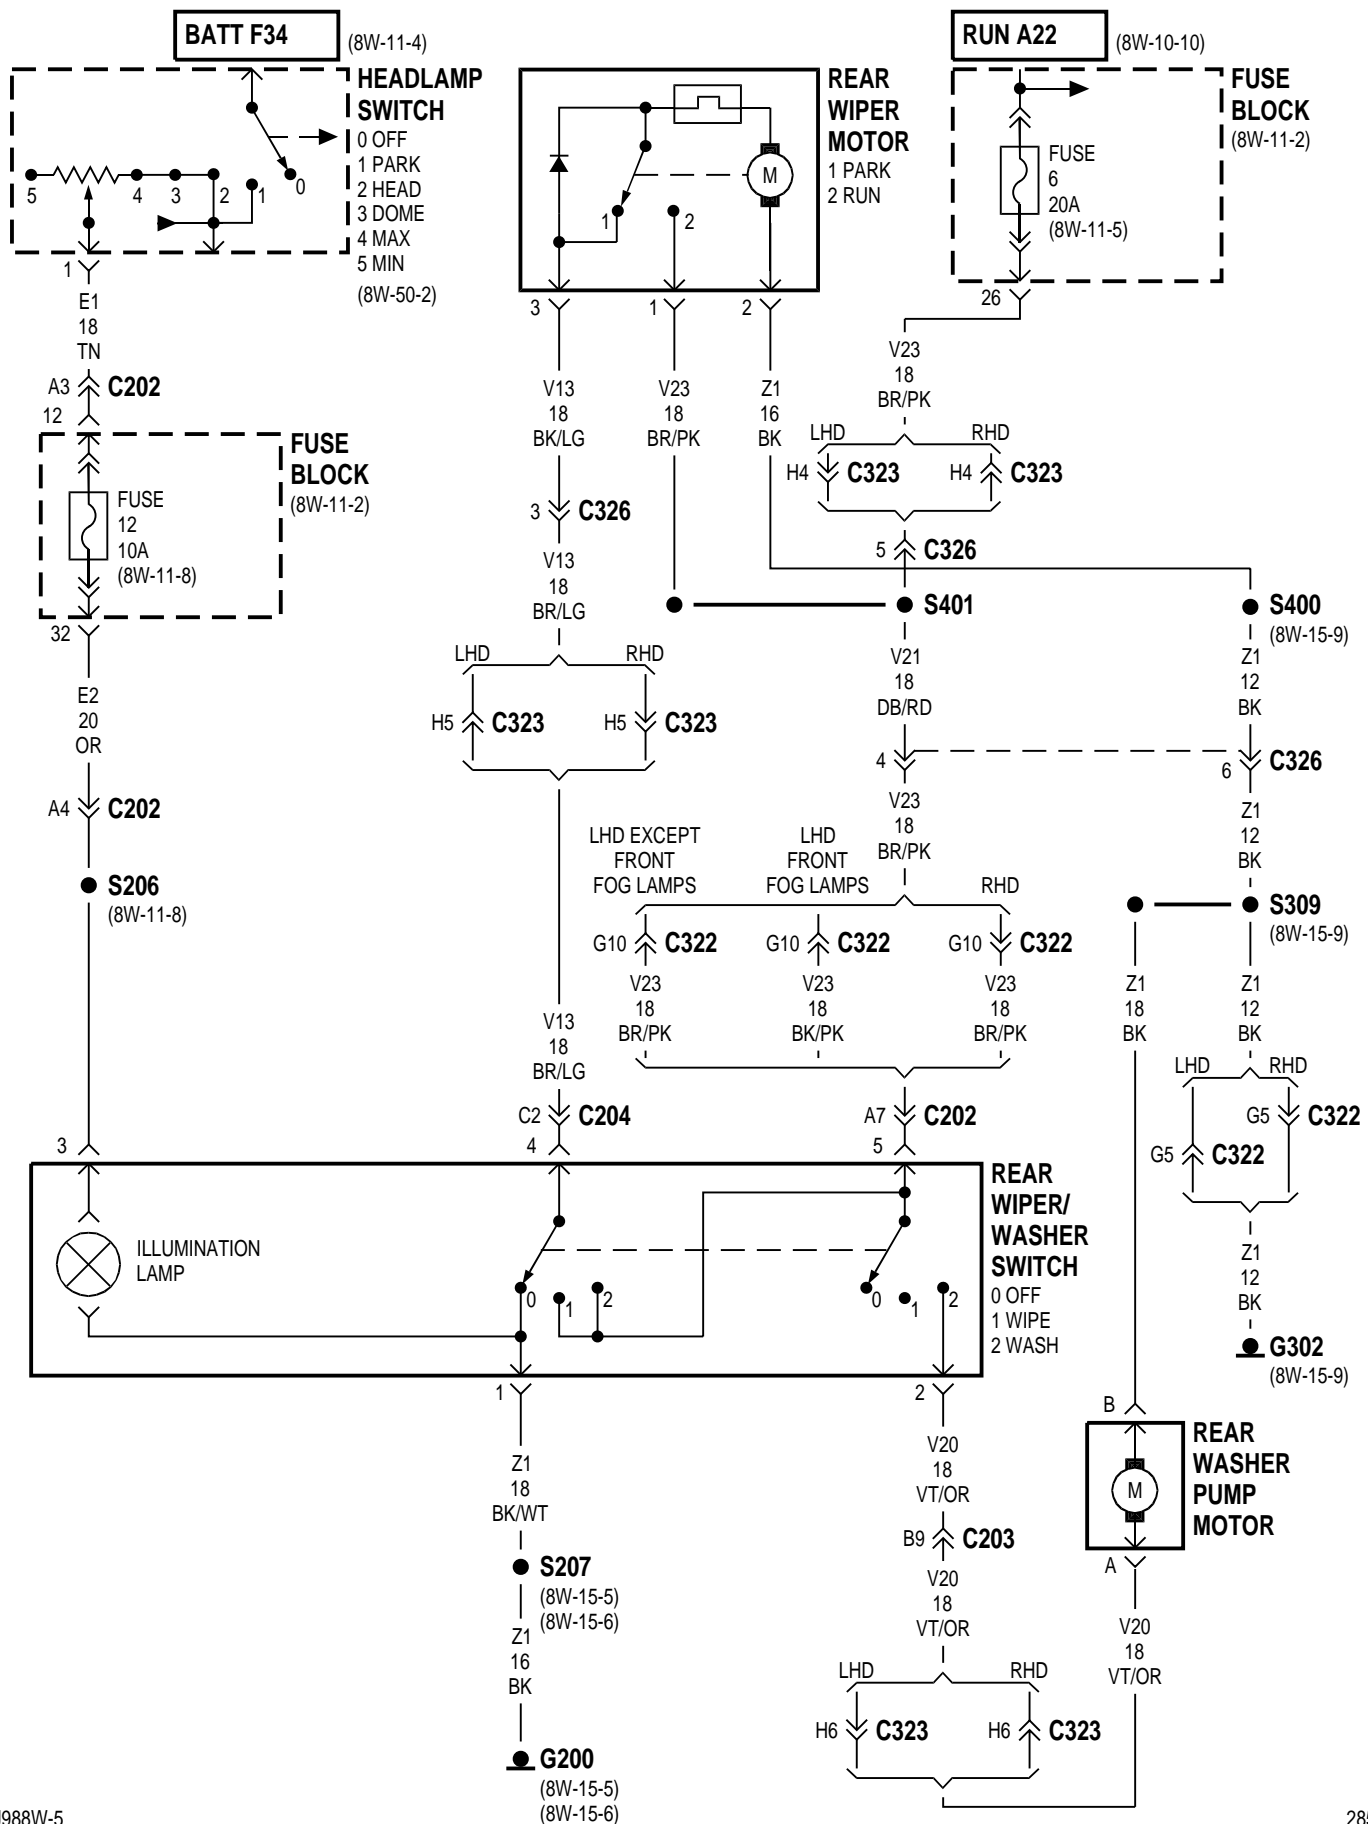 BATT F34
(8W-11-4)
RUN A22
(8W-10-10)
HEADLAMP
SWITCH
0 OFF
1 PARK
2 HEAD
3 DOME
4 MAX
5 MIN
(8W-50-2)
5
4
3
2
1
0
1
E1
18
TN
A3
C202
12
FUSE
BLOCK
(8W-11-2)
FUSE
12
10A
(8W-11-8)
32
E2
20
OR
A4
C202
S206
(8W-11-8)
3
REAR
WIPER
MOTOR
1 PARK
2 RUN
M
1
2
3
1
2
V13
18
BK/LG
3
C326
V13
18
BR/LG
LHD
RHD
H5
C323
H5
C323
V13
18
BR/LG
C2
C204
4
V23
18
BR/PK
Z1
16
BK
FUSE
BLOCK
(8W-11-2)
FUSE
6
20A
(8W-11-5)
26
V23
18
BR/PK
LHD
RHD
H4
C323
H4
C323
5
C326
S401
S400
(8W-15-9)
V21
18
DB/RD
Z1
12
BK
4
6
C326
V23
18
BR/PK
Z1
12
BK
LHD EXCEPT
FRONT
FOG LAMPS
LHD
FRONT
FOG LAMPS
RHD
G10
C322
G10
C322
G10
C322
V23
18
BR/PK
V23
18
BK/PK
V23
18
BR/PK
A7
C202
5
S309
(8W-15-9)
Z1
18
BK
Z1
12
BK
LHD
RHD
G5
C322
G5
C322
Z1
12
BK
G302
(8W-15-9)
REAR
WIPER/
WASHER
SWITCH
0 OFF
1 WIPE
2 WASH
ILLUMINATION
LAMP
0
1
2
0
1
2
1
2
Z1
18
BK/WT
S207
(8W-15-5)
(8W-15-6)
Z1
16
BK
G200
(8W-15-5)
(8W-15-6)
V20
18
VT/OR
B9
C203
V20
18
VT/OR
LHD
RHD
H6
C323
H6
C323
B
REAR
WASHER
PUMP
MOTOR
M
A
V20
18
VT/OR
988W-5
285